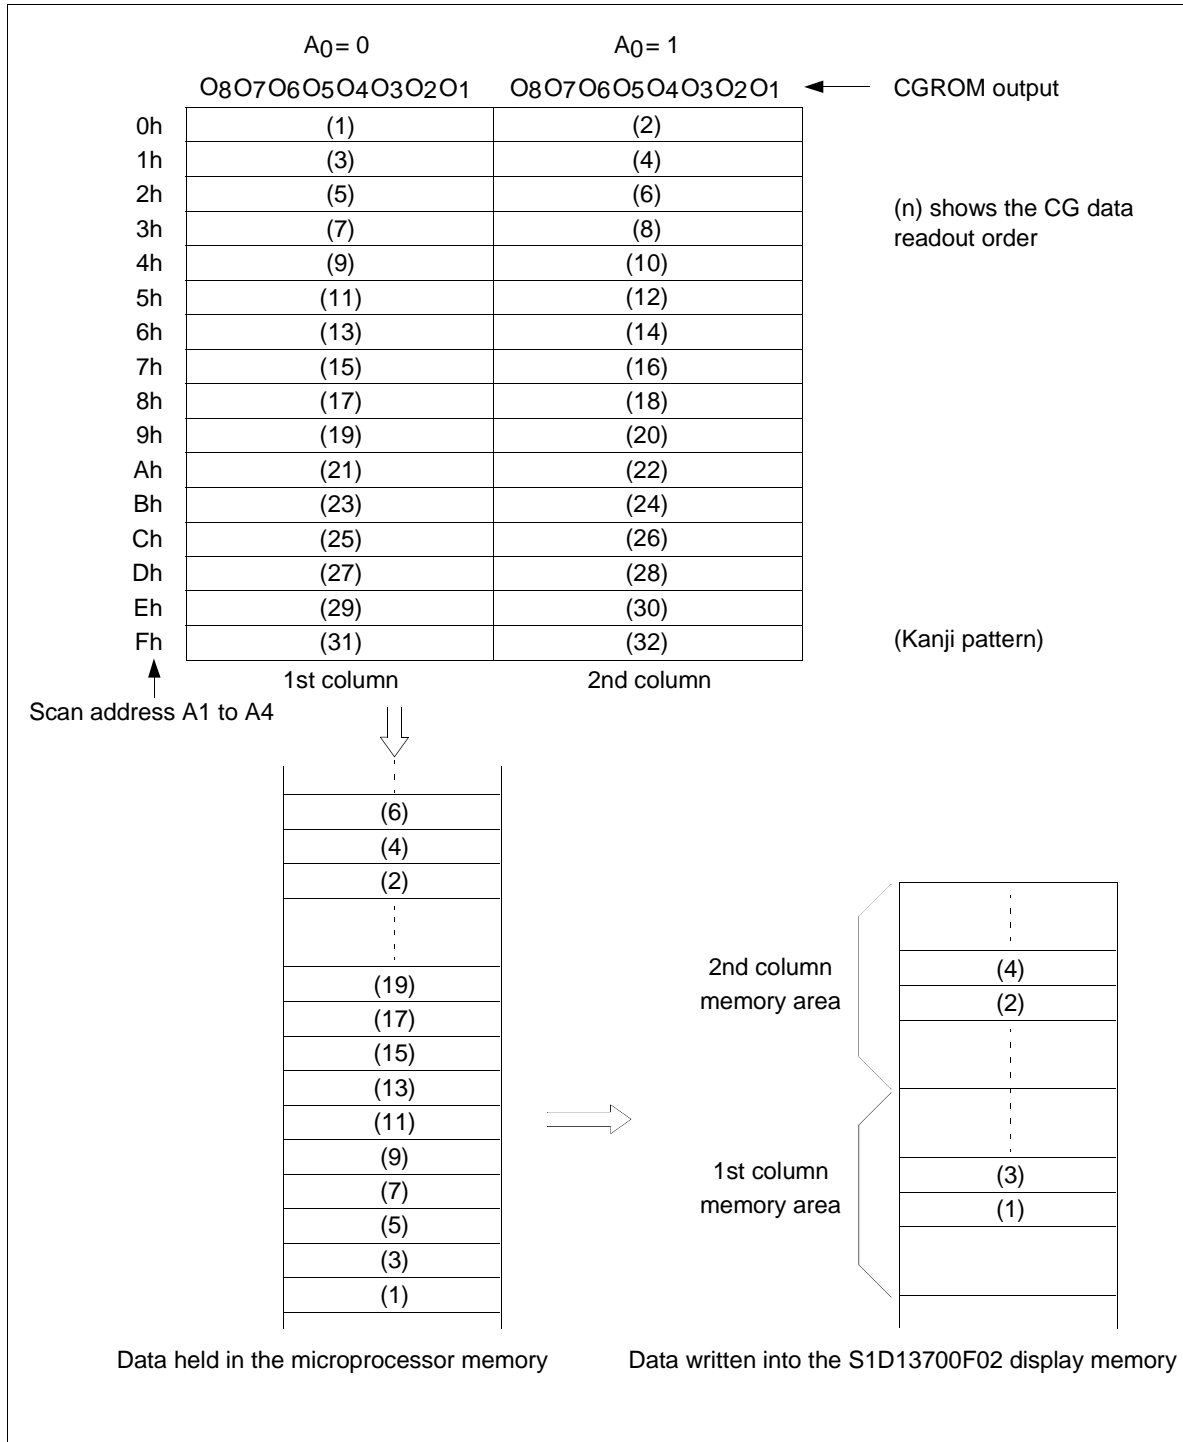 A0= 0 A0= 1
O8O7O6O5O4O3O2O1 O8O7O6O5O4O3O2O1 CGROM output
0h (1) (2)
1h (3) (4)
2h (5) (6)
(n) shows the CG data
3h (7) (8)
readout order
4h (9) (10)
5h (11) (12)
6h (13) (14)
7h (15) (16)
8h (17) (18)
9h (19) (20)
Ah (21) (22)
Bh (23) (24)
Ch (25) (26)
Dh (27) (28)
Eh (29) (30)
Fh (31) (32) (Kanji pattern)
1st column 2nd column
Scan address A1 to A4
(6)
(4)
(2)
(19)
(17)
(15)
(13)
(11)
(9)
(7)
(5)
(3)
(1)
Data held in the microprocessor memory
2nd column
memory area
(4)
(2)
1st column
memory area
(3)
(1)
Data written into the S1D13700F02 display memory